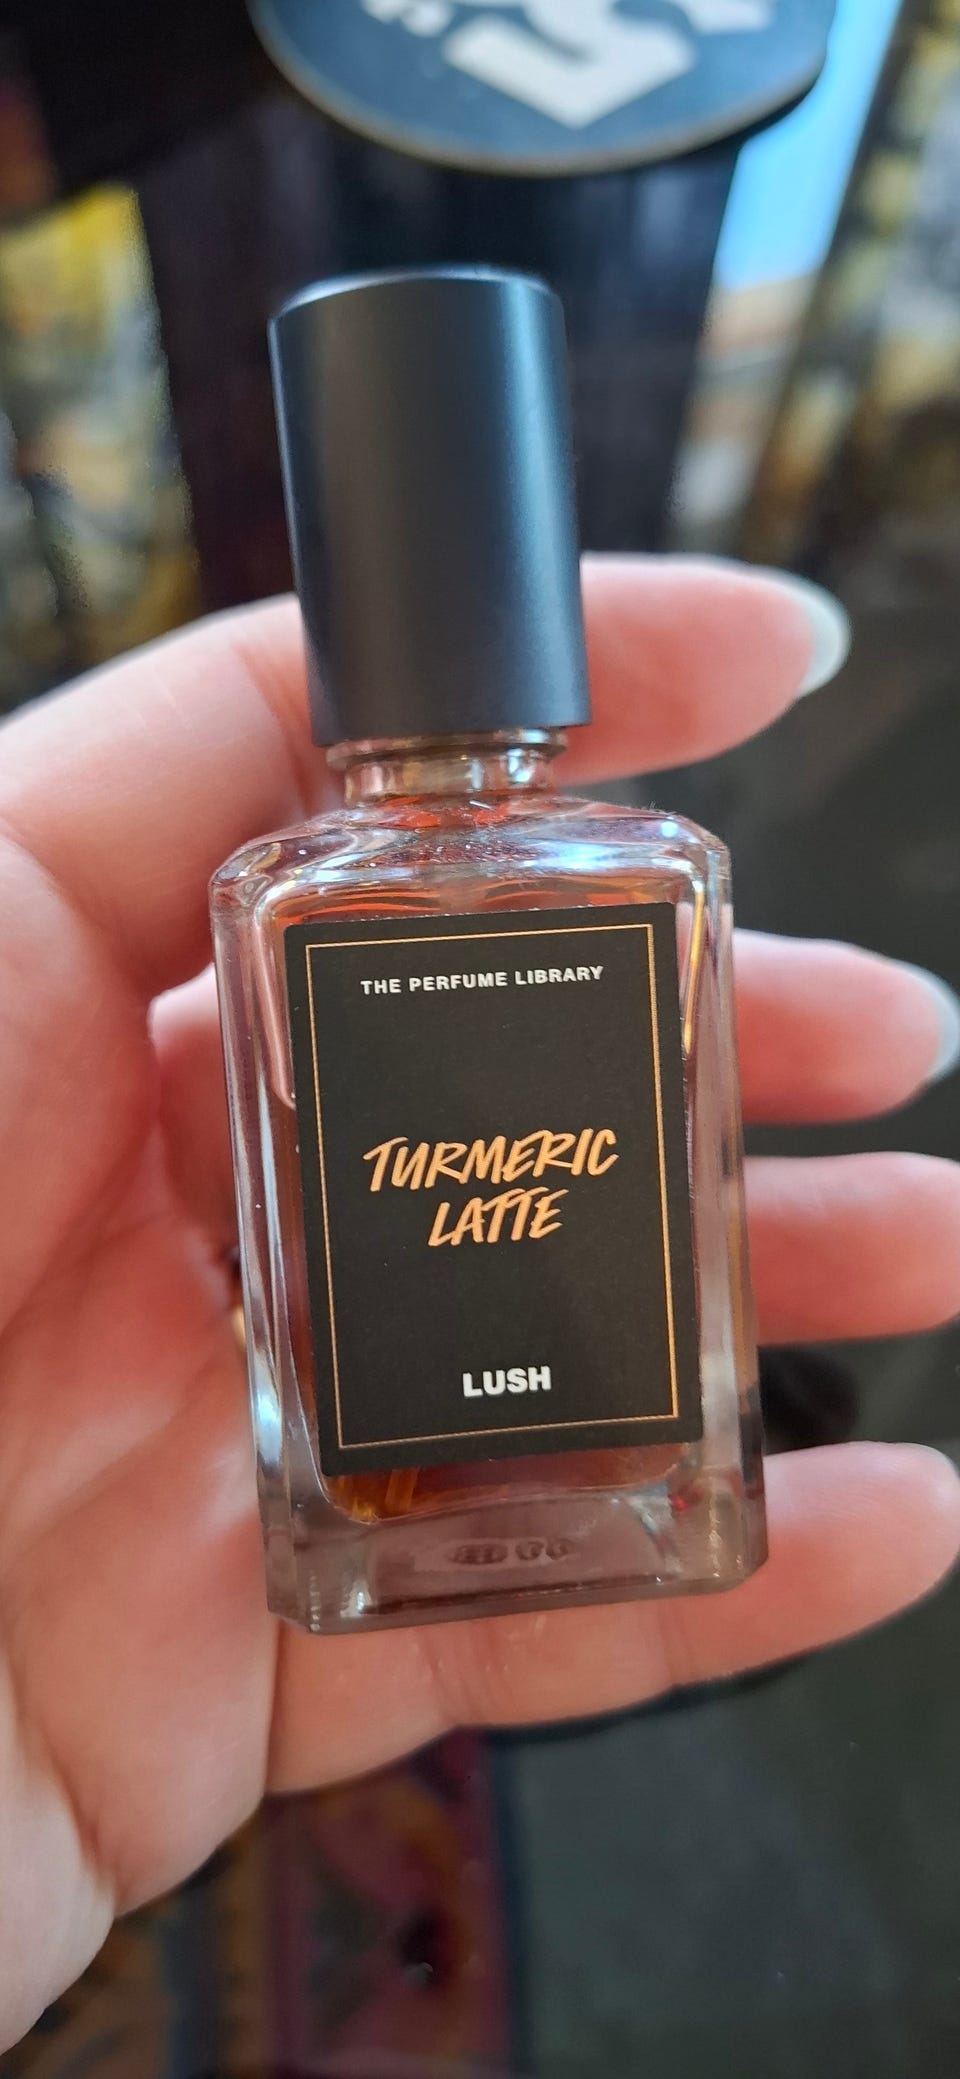 THE PERFUME LIBRARY
TURMERIC
LATTE
LUSH